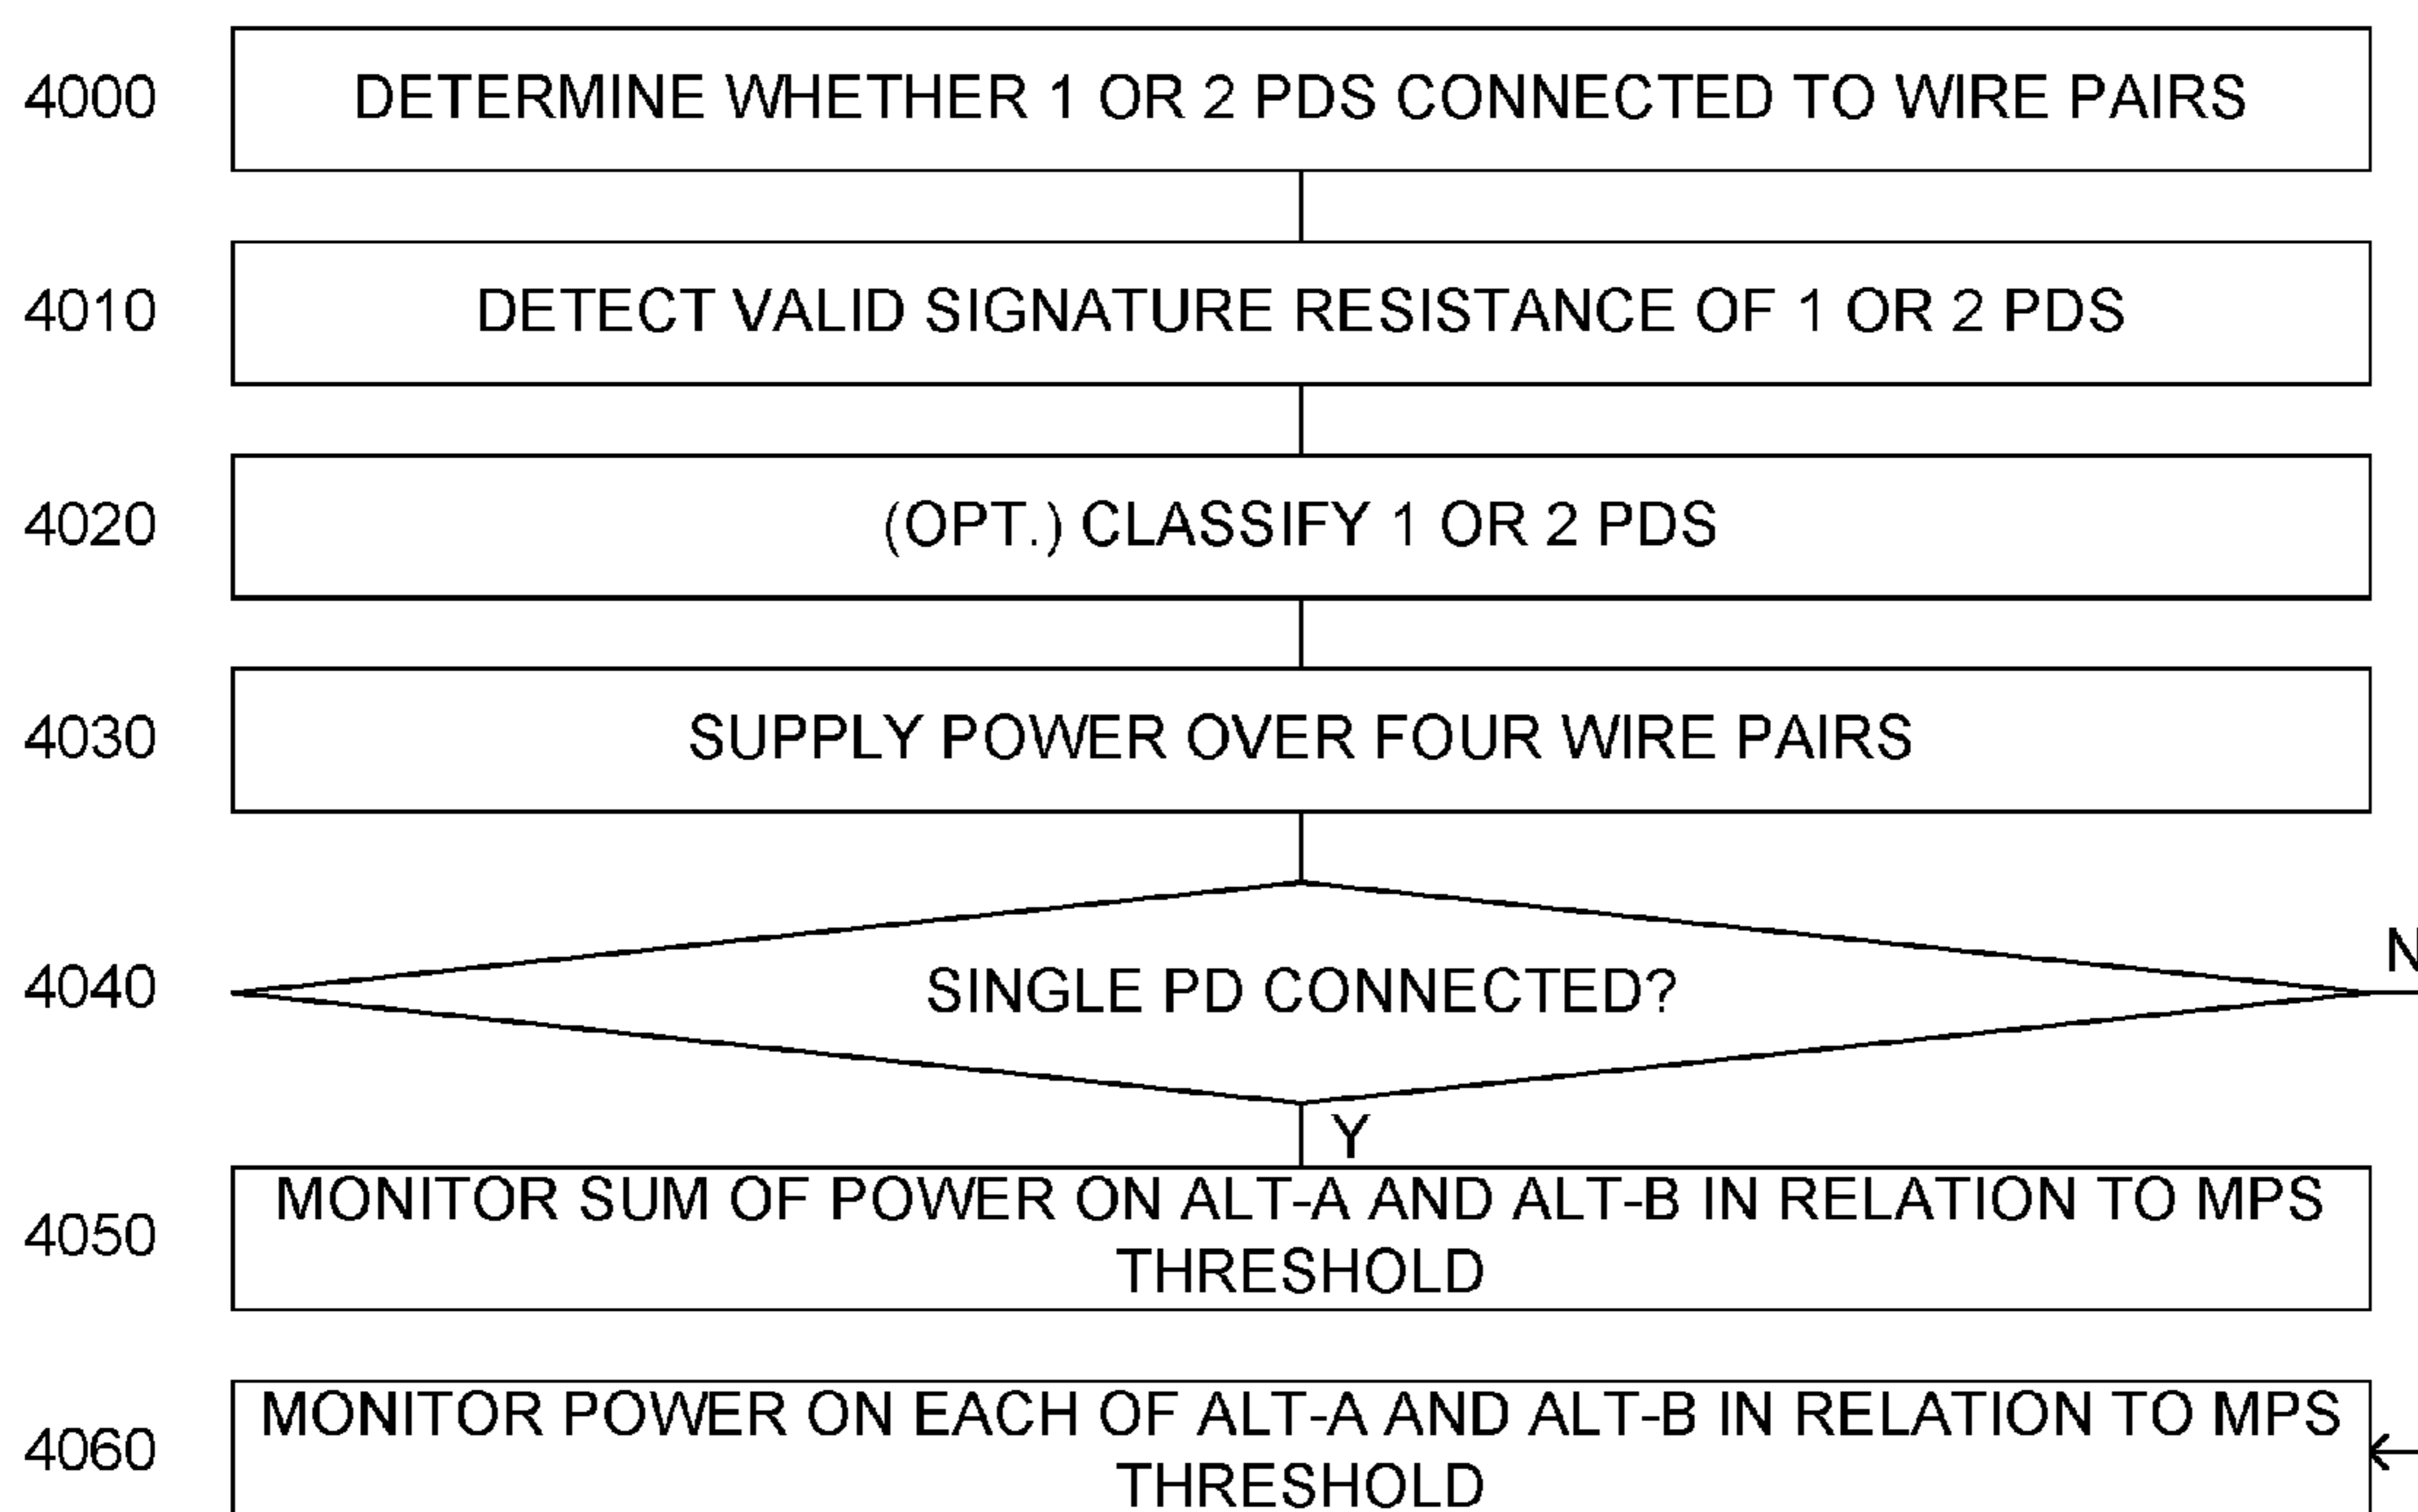 4000 DETERMINE WHETHER 1 OR 2 PDS CONNECTED TO WIRE PAIRS
4010 DETECT VALID SIGNATURE RESISTANCE OF 1 OR 2 PDS
4020 (OPT.) CLASSIFY 1 OR 2 PDS
4030 SUPPLY POWER OVER FOUR WIRE PAIRS
4040 SINGLE PD CONNECTED? N
Y
4050 MONITOR SUM OF POWER ON ALT-A AND ALT-B IN RELATION TO MPS
THRESHOLD
4060 MONITOR POWER ON EACH OF ALT-A AND ALT-B IN RELATION TO MPS
THRESHOLD